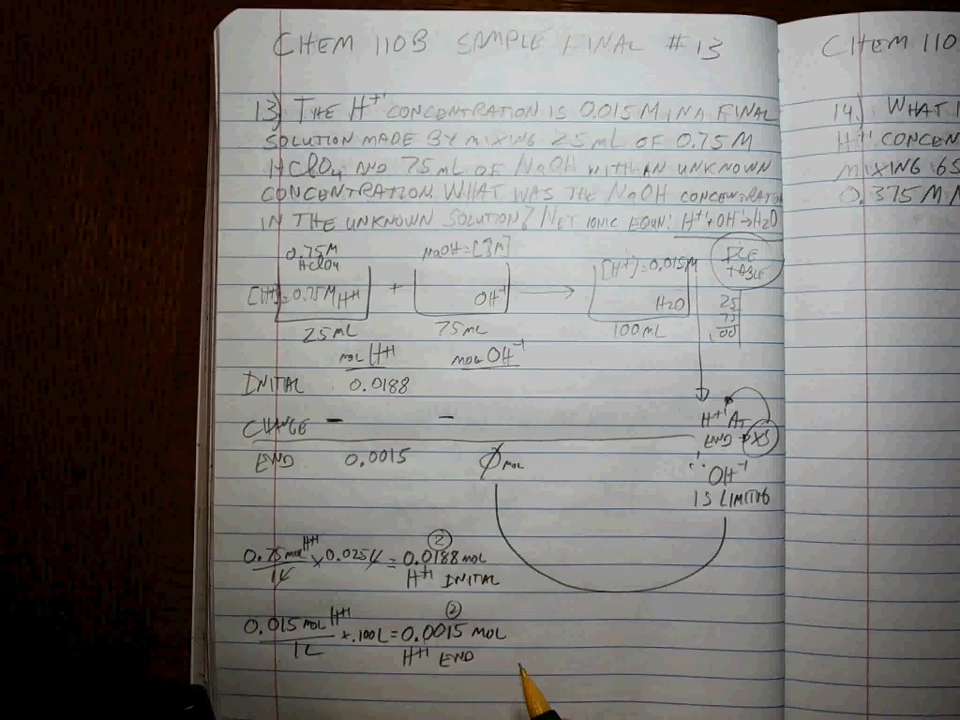 CHEM 110B SAMPLE FINAL #13
13) THE H+1 CONCENTRATION IS 0.015 M IN A FINAL
SOLUTION MADE BY MIXING 25 mL OF 0.75 M
HClO4 AND 75 mL OF NaOH WITH AN UNKNOWN
CONCENTRATION. WHAT WAS THE NaOH CONCENTRATION
IN THE UNKNOWN SOLUTION? NET IONIC EQUN: H+1+OH-1→H2O
0.75M
HClO4
[H+]=0.75M H+1
25 mL
+
NaOH=[?M]
OH-1
75 mL
→
[H+]=0.015M
H2O
100 mL
ICE
TABLE
25
75
100
mol H+1
mol OH-1
INITIAL 0.0188
CHANGE - -
END 0.0015 Ø mol
H+1 AT
END → XS
∴ OH-1
IS LIMITING
0.75 mol H+1 / 1L × 0.025 L = 0.0188 mol
②
H+1 INITIAL
0.015 mol H+1 / 1L × .100L = 0.0015 mol
②
H+1 END
CHEM 110
14.) WHAT
H+1 CONCEN
MIXING 65
0.375 M